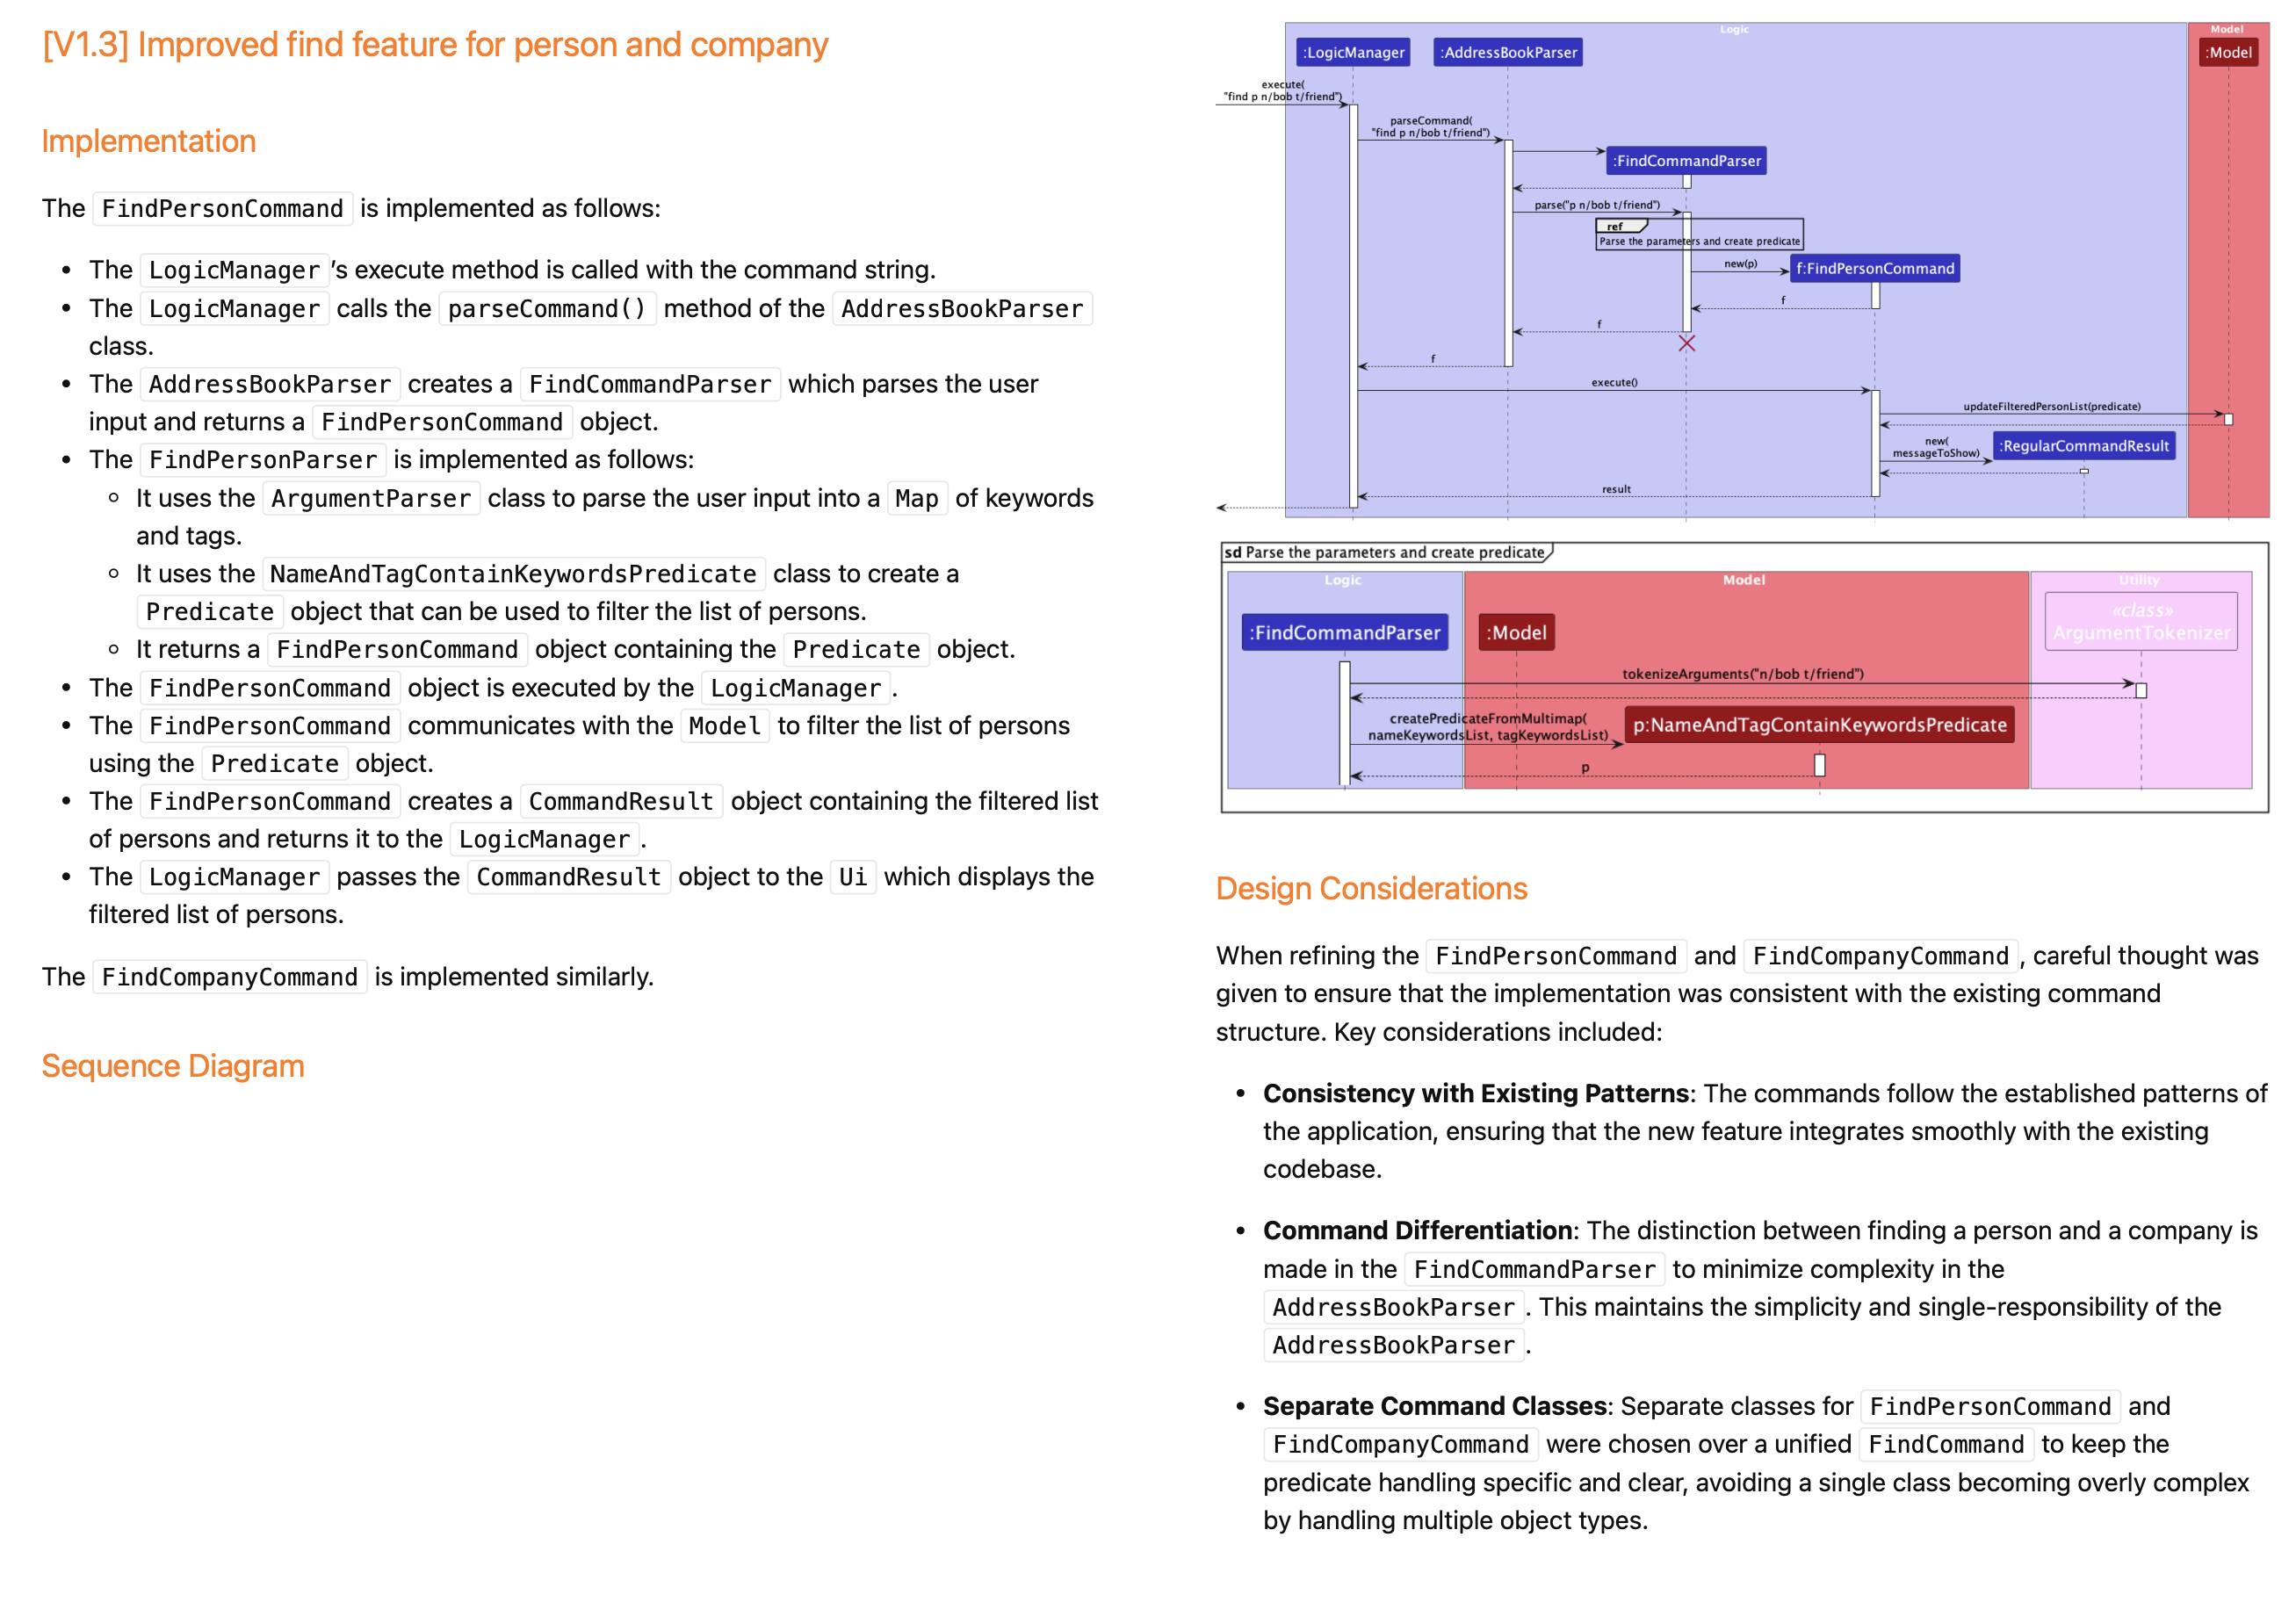 [V1.3] Improved find feature for person and company
Implementation
The FindPersonCommand is implemented as follows:
• The LogicManager 's execute method is called with the command string.
• The LogicManager calls the parseCommand() method of the AddressBookParser
class.
• The AddressBookParser creates a FindCommandParser which parses the user
input and returns a FindPersonCommand object.
• The FindPersonParser is implemented as follows:
◦ It uses the ArgumentParser class to parse the user input into a Map of keywords
and tags.
◦ It uses the NameAndTagContainKeywordsPredicate class to create a
Predicate object that can be used to filter the list of persons.
◦ It returns a FindPersonCommand object containing the Predicate object.
• The FindPersonCommand object is executed by the LogicManager .
• The FindPersonCommand communicates with the Model to filter the list of persons
using the Predicate object.
• The FindPersonCommand creates a CommandResult object containing the filtered list
of persons and returns it to the LogicManager .
• The LogicManager passes the CommandResult object to the Ui which displays the
filtered list of persons.
The FindCompanyCommand is implemented similarly.
Sequence Diagram
Logic
Model
:LogicManager
:AddressBookParser
:Model
execute(
"find p n/bob t/friend")
parseCommand(
"find p n/bob t/friend")
:FindCommandParser
parse("p n/bob t/friend")
ref
Parse the parameters and create predicate
new(p)
f:FindPersonCommand
f
f
f
execute()
updateFilteredPersonList(predicate)
new(
messageToShow)
:RegularCommandResult
result
sd Parse the parameters and create predicate
Logic
Model
Utility
:FindCommandParser
:Model
«class»
ArgumentTokenizer
tokenizeArguments("n/bob t/friend")
createPredicateFromMultimap(
nameKeywordsList, tagKeywordsList)
p:NameAndTagContainKeywordsPredicate
p
Design Considerations
When refining the FindPersonCommand and FindCompanyCommand , careful thought was
given to ensure that the implementation was consistent with the existing command
structure. Key considerations included:
• Consistency with Existing Patterns: The commands follow the established patterns of
the application, ensuring that the new feature integrates smoothly with the existing
codebase.
• Command Differentiation: The distinction between finding a person and a company is
made in the FindCommandParser to minimize complexity in the
AddressBookParser . This maintains the simplicity and single-responsibility of the
AddressBookParser .
• Separate Command Classes: Separate classes for FindPersonCommand and
FindCompanyCommand were chosen over a unified FindCommand to keep the
predicate handling specific and clear, avoiding a single class becoming overly complex
by handling multiple object types.